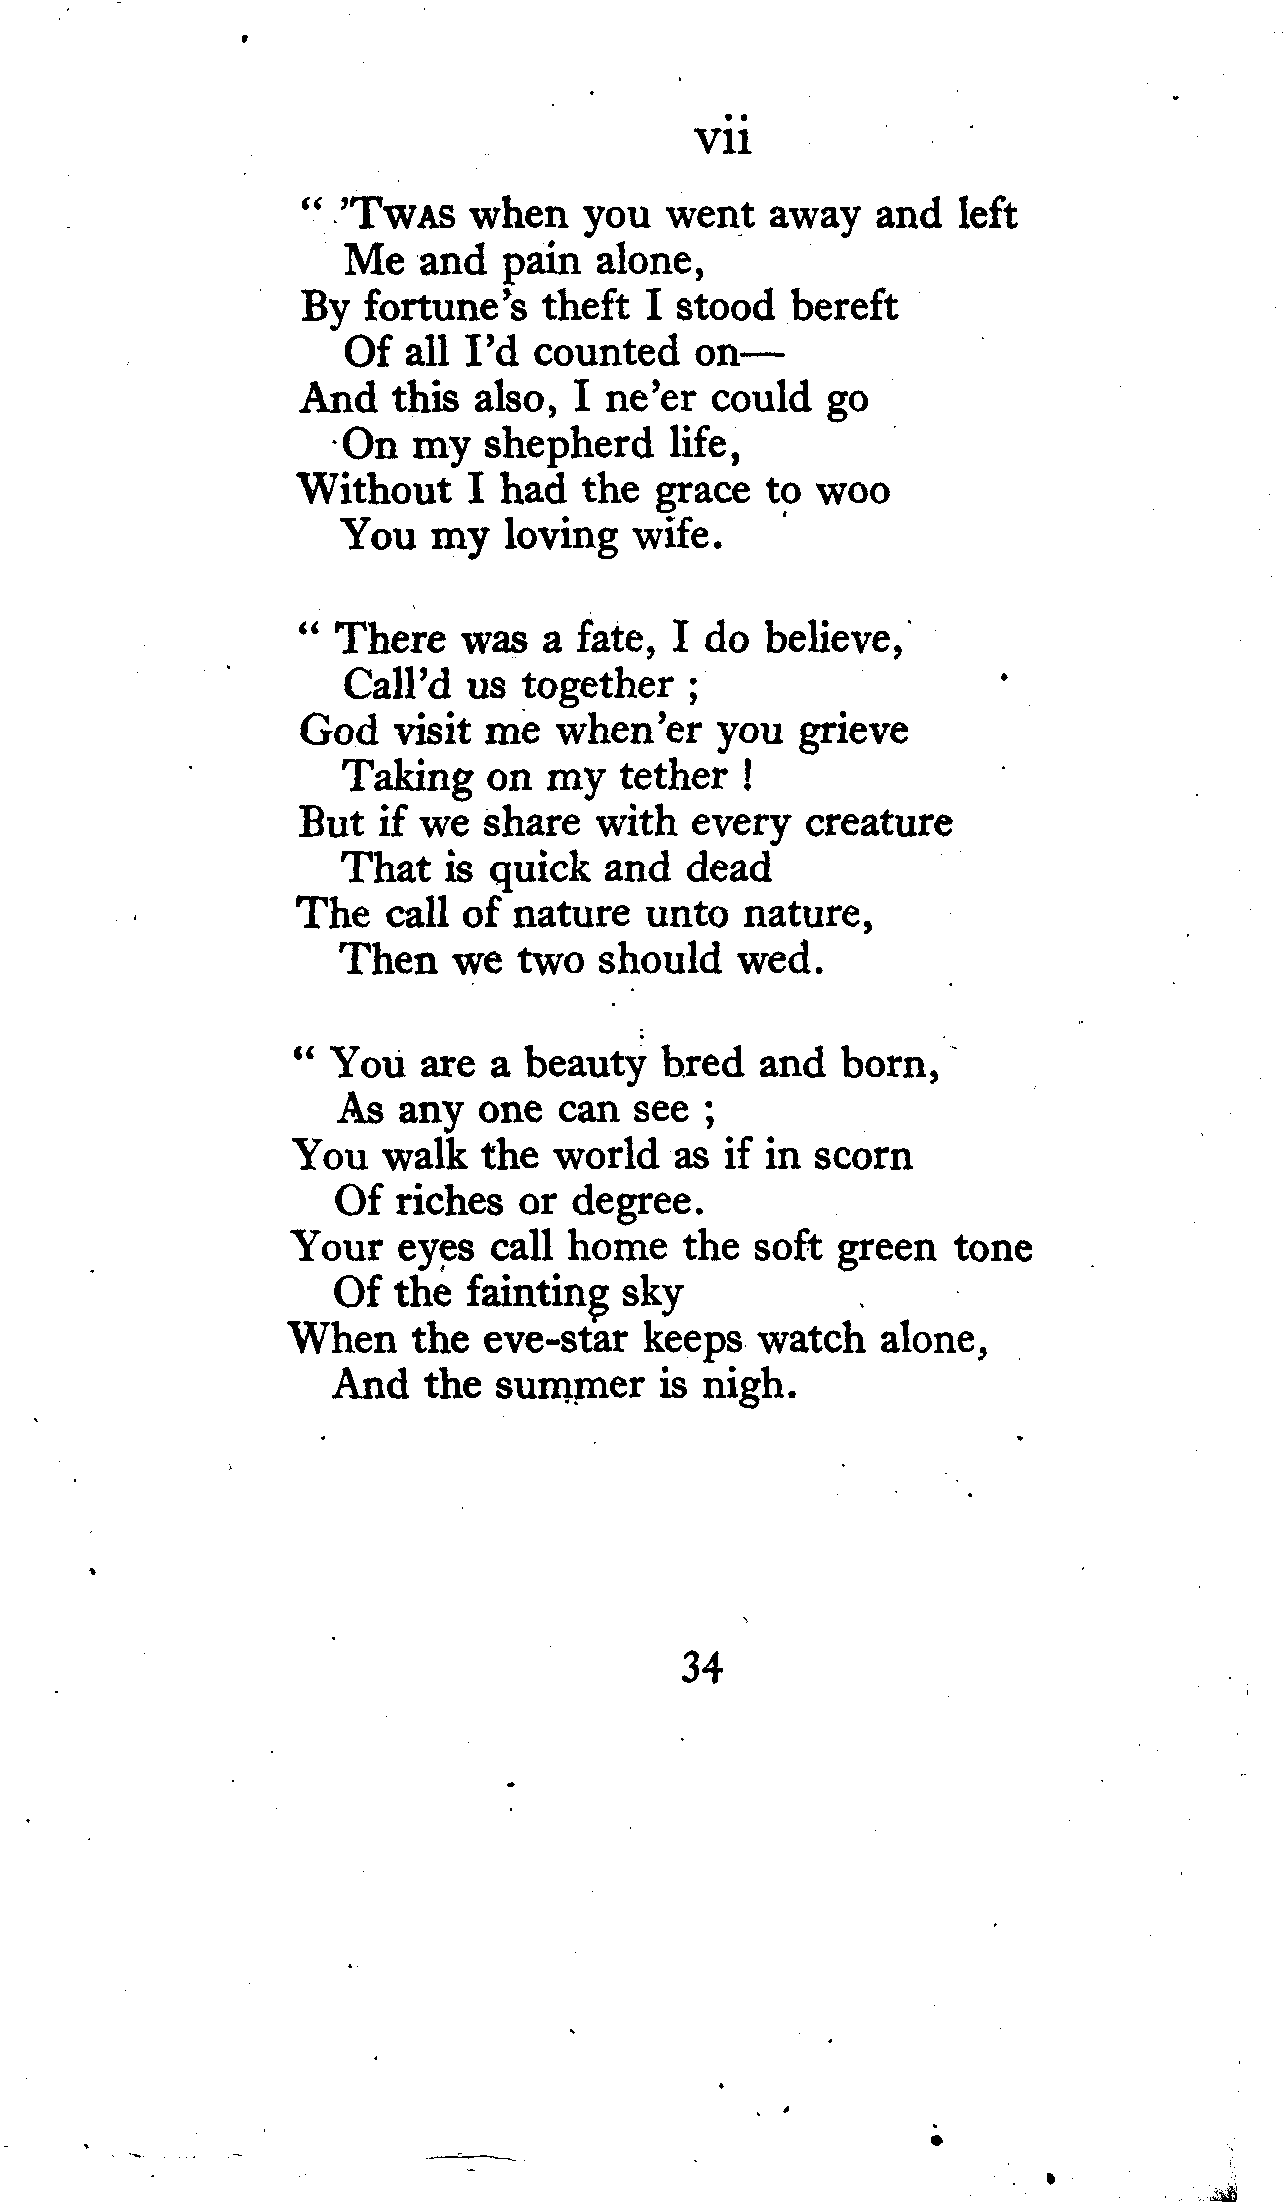 vii
“ ’Twas when you went away and left
Me and pain alone,
By fortune’s theft I stood bereft
Of all I’d counted on—
And this also, I ne’er could go
On my shepherd life,
Without I had the grace to woo
You my loving wife.
“ There was a fate, I do believe,
Call’d us together ;
God visit me when’er you grieve
Taking on my tether !
But if we share with every creature
That is quick and dead
The call of nature unto nature,
Then we two should wed.
“ You are a beauty bred and born,
As any one can see ;
You walk the world as if in scorn
Of riches or degree.
Your eyes call home the soft green tone
Of the fainting sky
When the eve-star keeps watch alone,
And the summer is nigh.
34